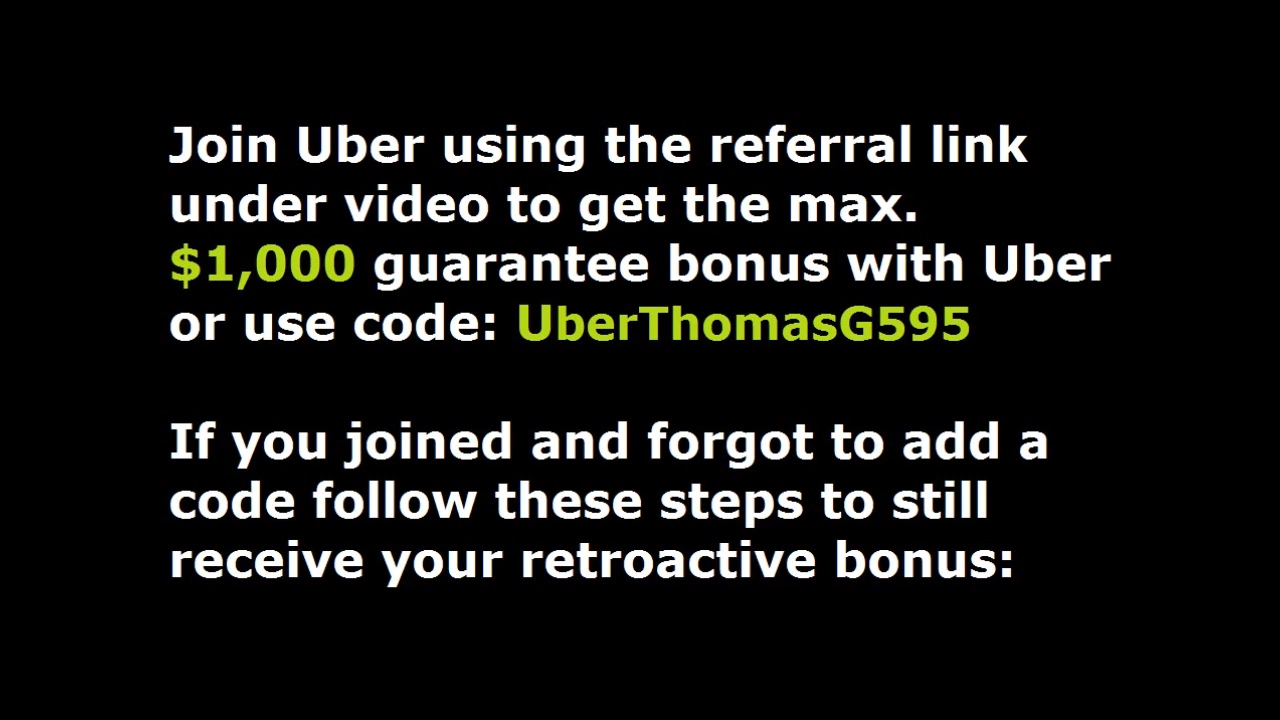 Join Uber using the referral link
under video to get the max.
$1,000 guarantee bonus with Uber
or use code: UberThomasG595
If you joined and forgot to add a
code follow these steps to still
receive your retroactive bonus: